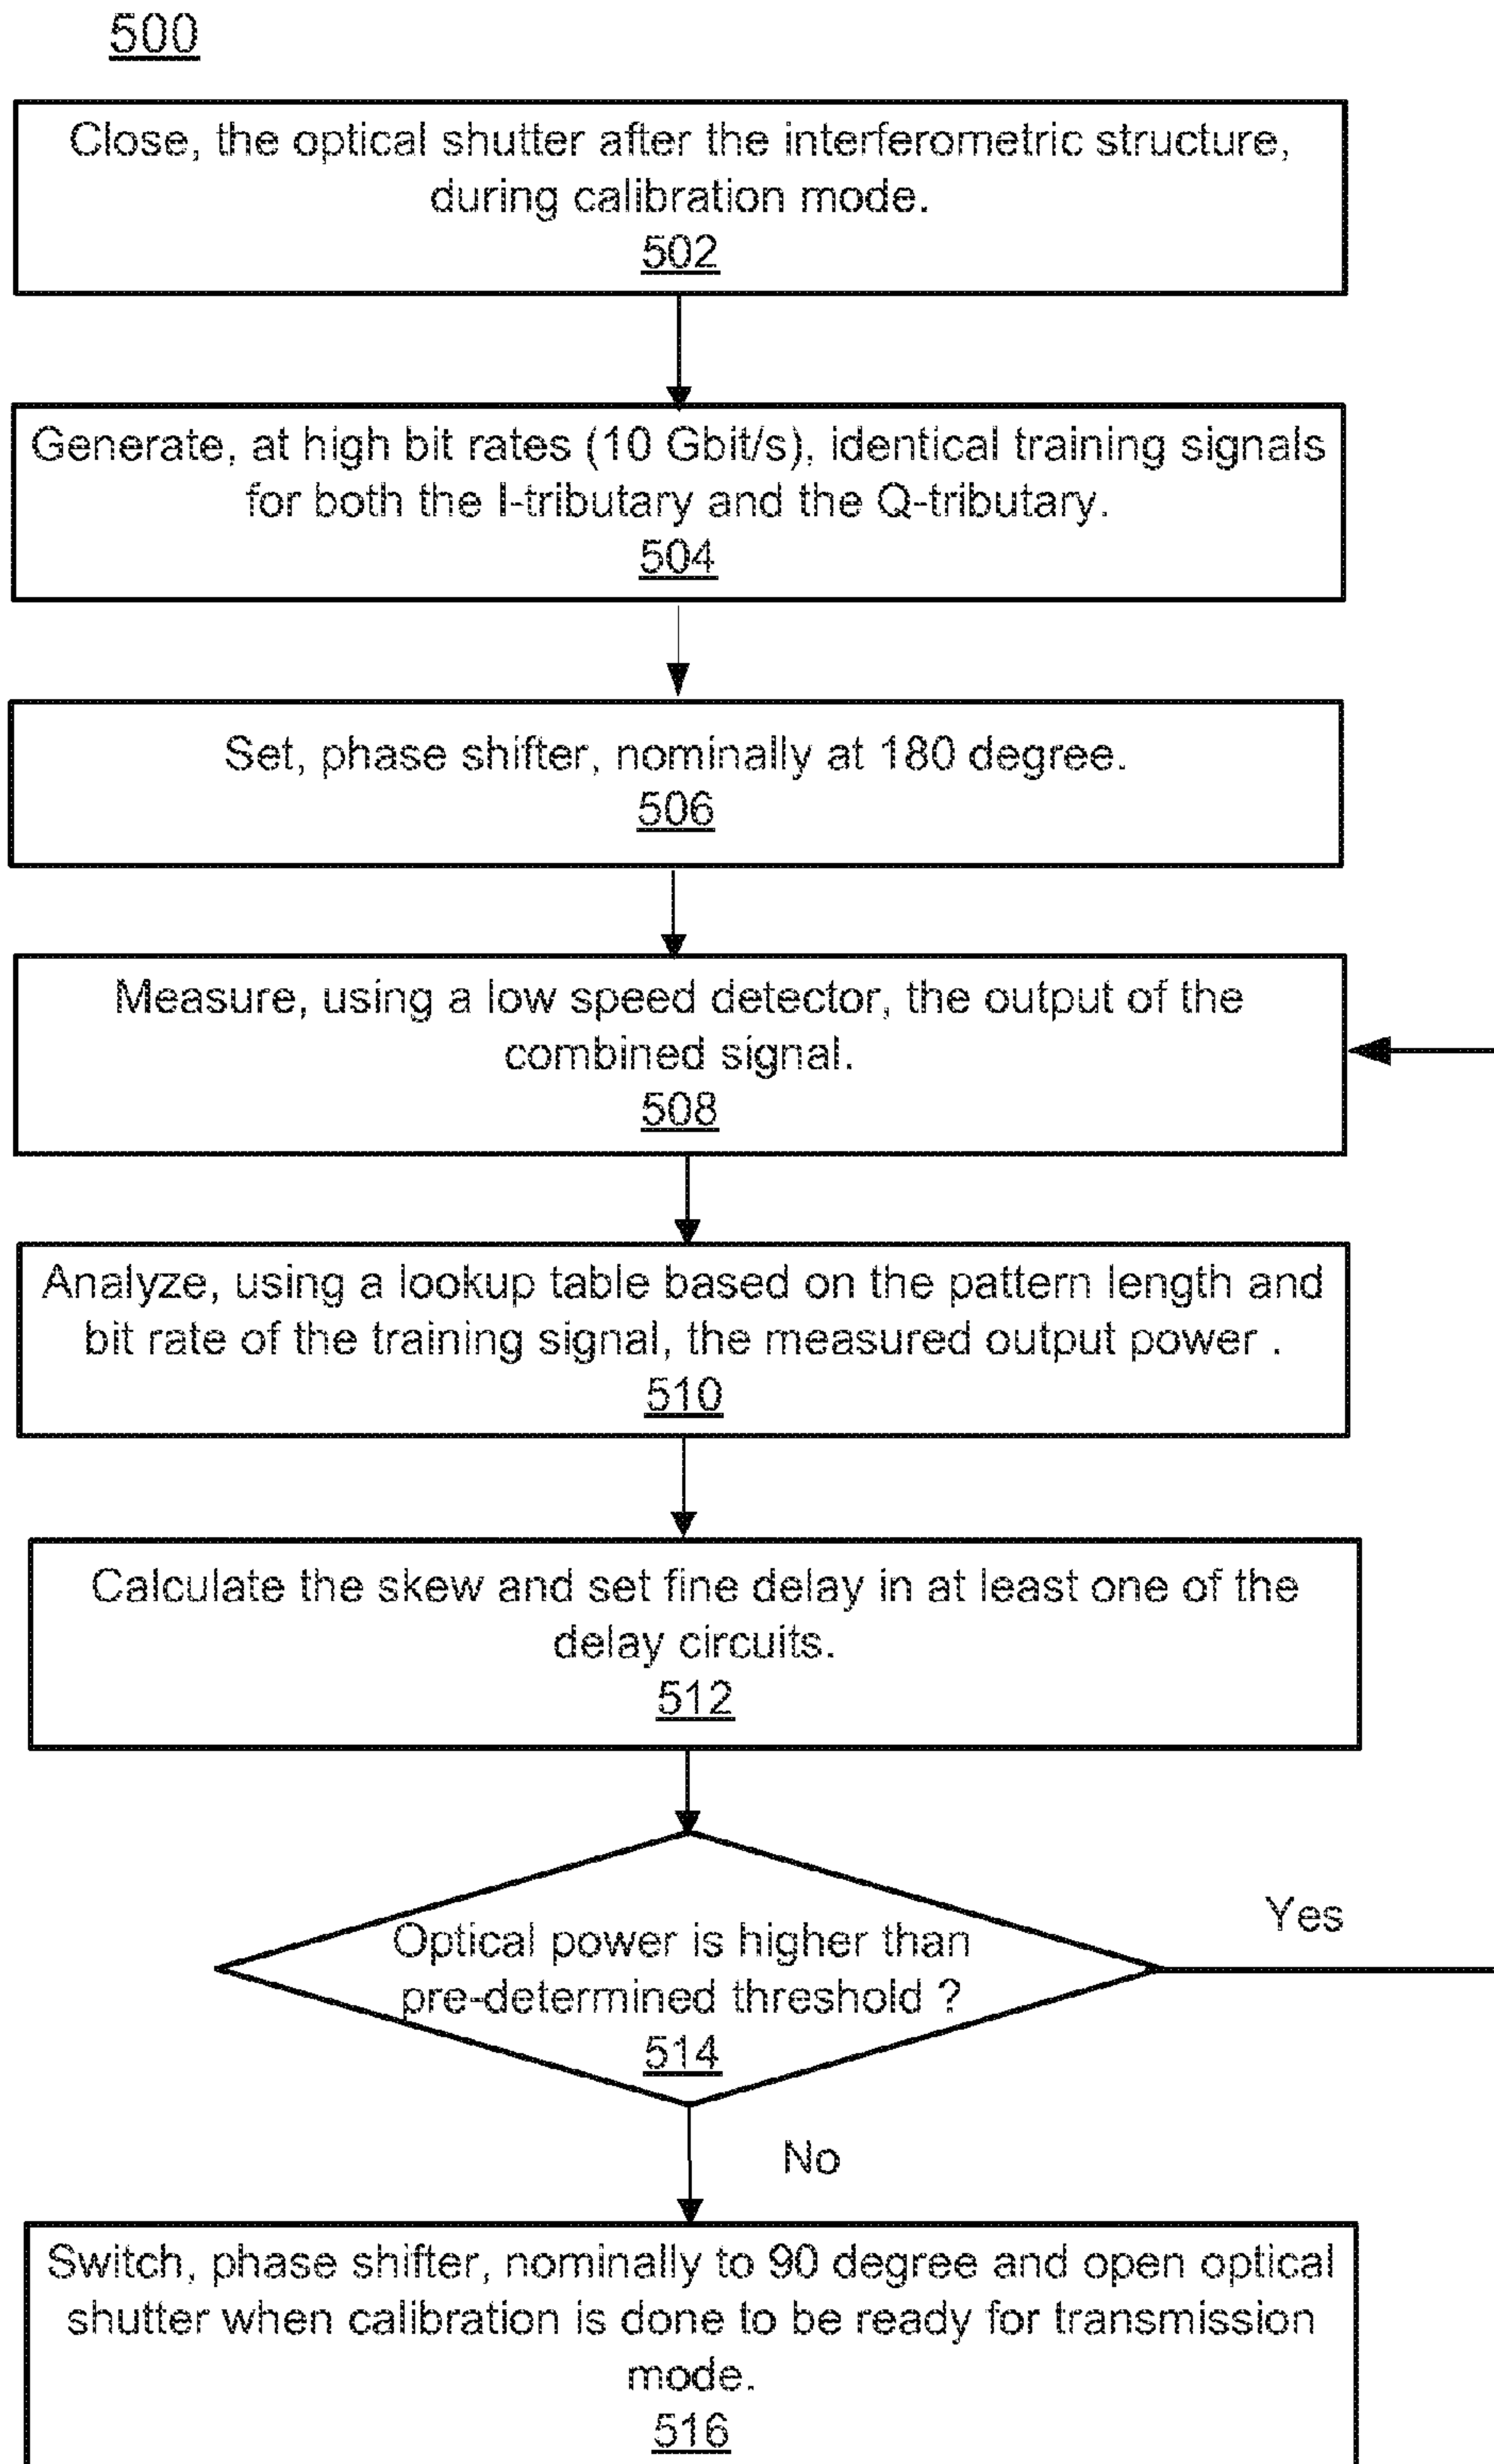 500
Close, the optical shutter after the interferometric structure,
during calibration mode.
502
Generate, at high bit rates (10 Gbit/s), identical training signals
for both the I-tributary and the Q-tributary.
504
Set, phase shifter, nominally at 180 degree.
506
Measure, using a low speed detector, the output of the
combined signal.
508
Analyze, using a lookup table based on the pattern length and
bit rate of the training signal, the measured output power .
510
Calculate the skew and set fine delay in at least one of the
delay circuits.
512
Yes
Optical power is higher than
pre-determined threshold ?
514
No
Switch, phase shifter, nominally to 90 degree and open optical
shutter when calibration is done to be ready for transmission
mode.
516